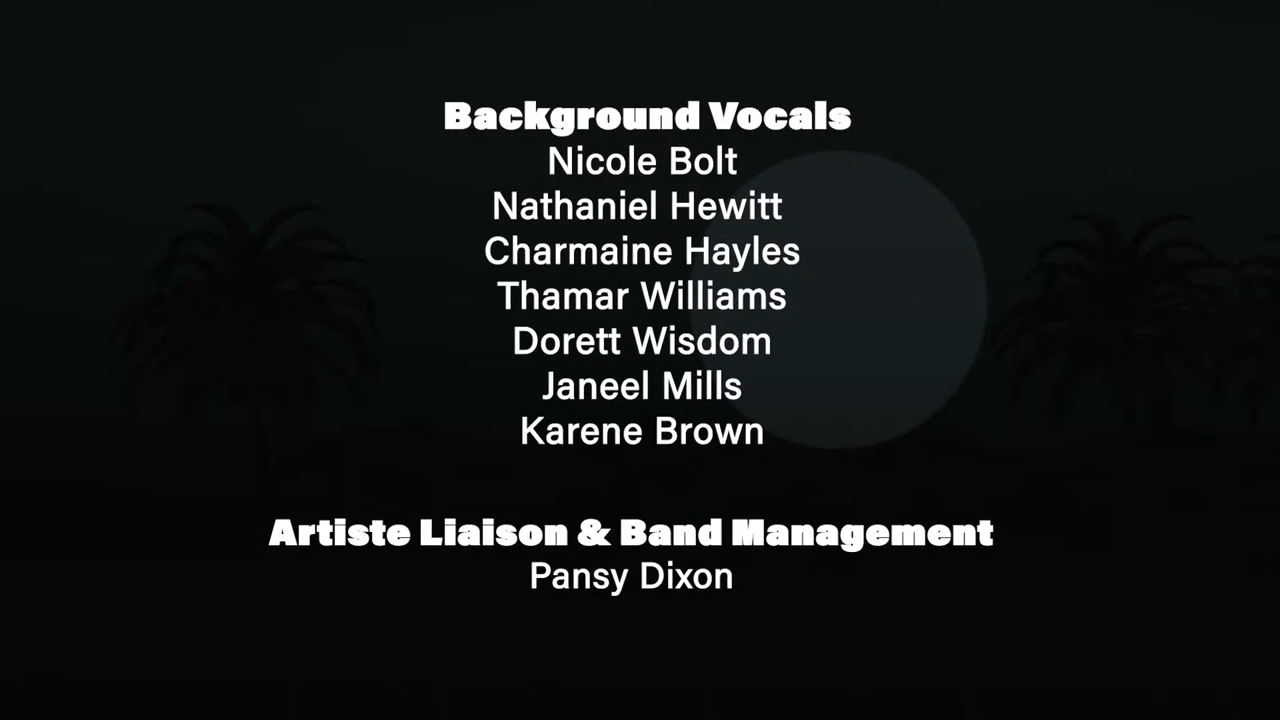 Background Vocals
Nicole Bolt
Nathaniel Hewitt
Charmaine Hayles
Thamar Williams
Dorett Wisdom
Janeel Mills
Karene Brown
Artiste Liaison & Band Management
Pansy Dixon